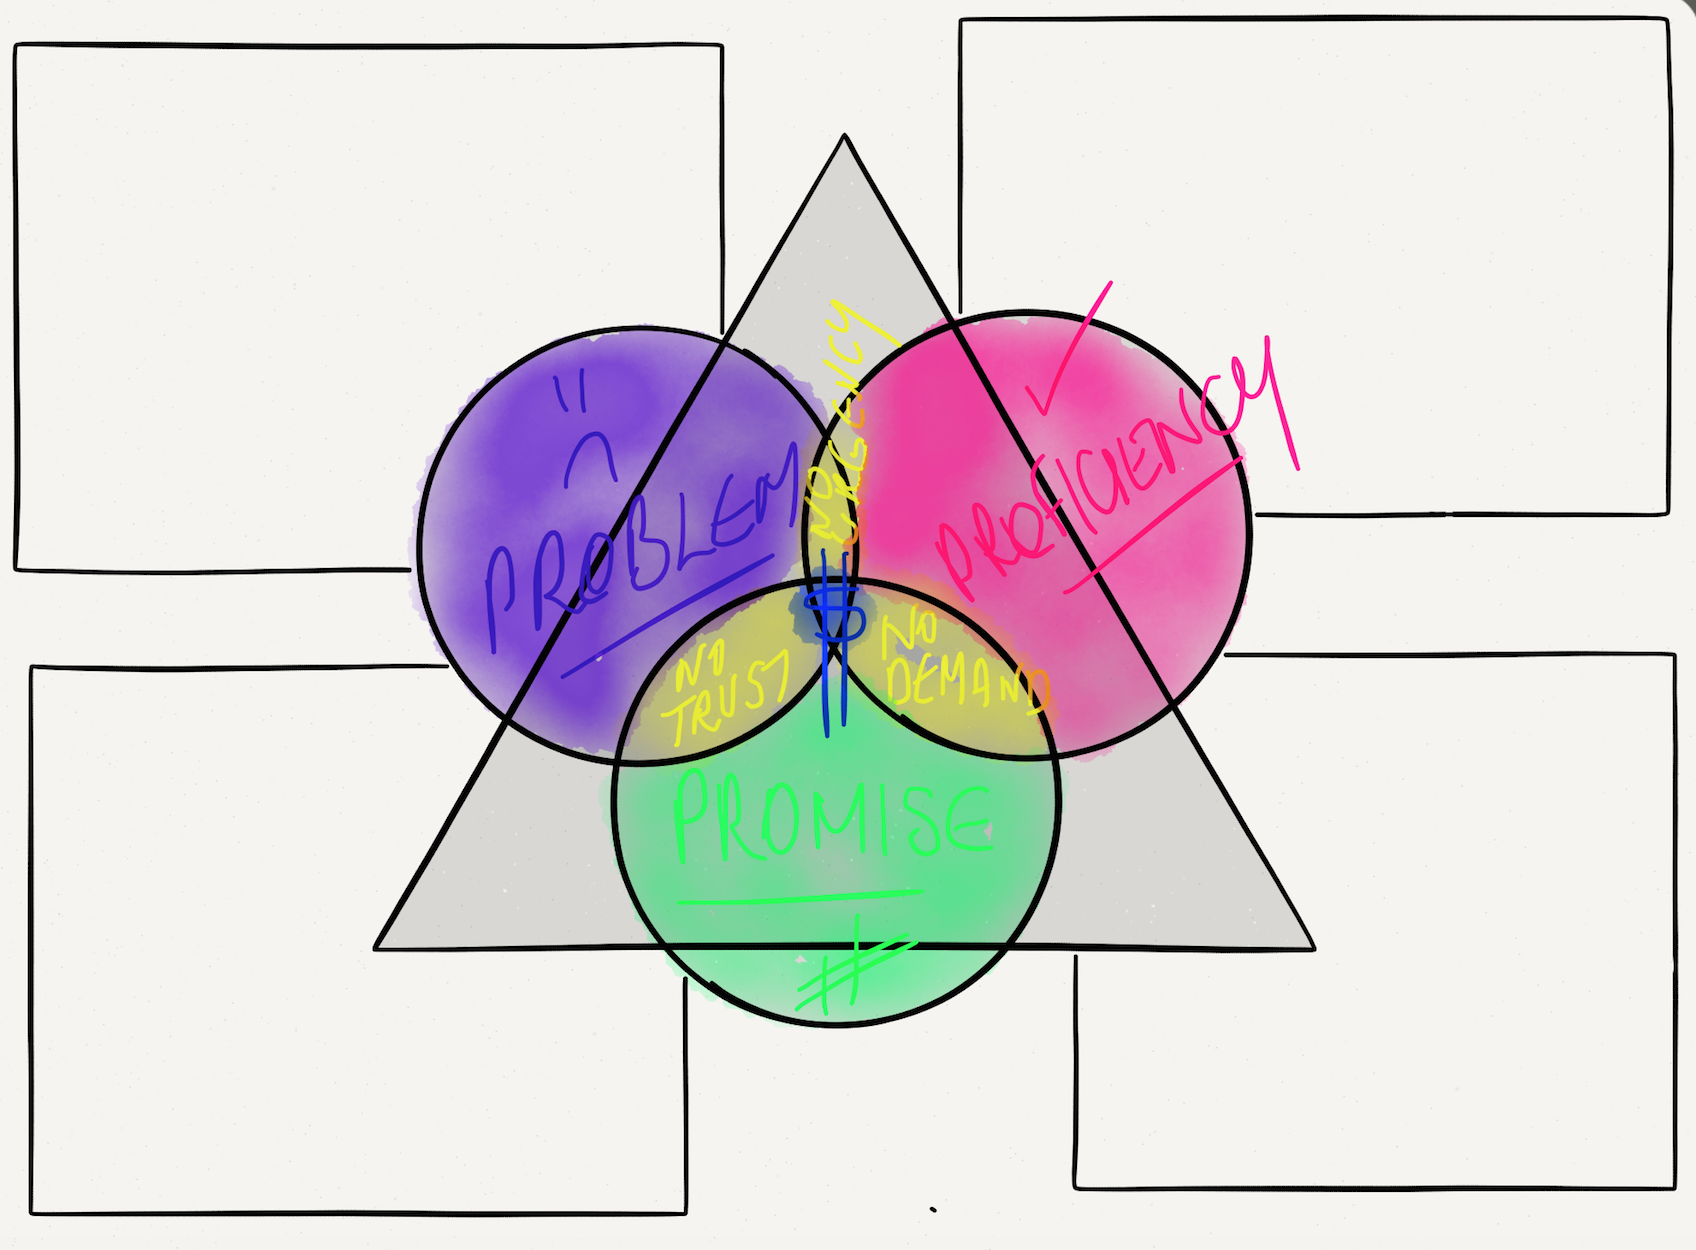 NO URGENCY
PROBLEM
PROFICIENCY
$
NO
TRUST
NO
DEMAND
PROMISE
#